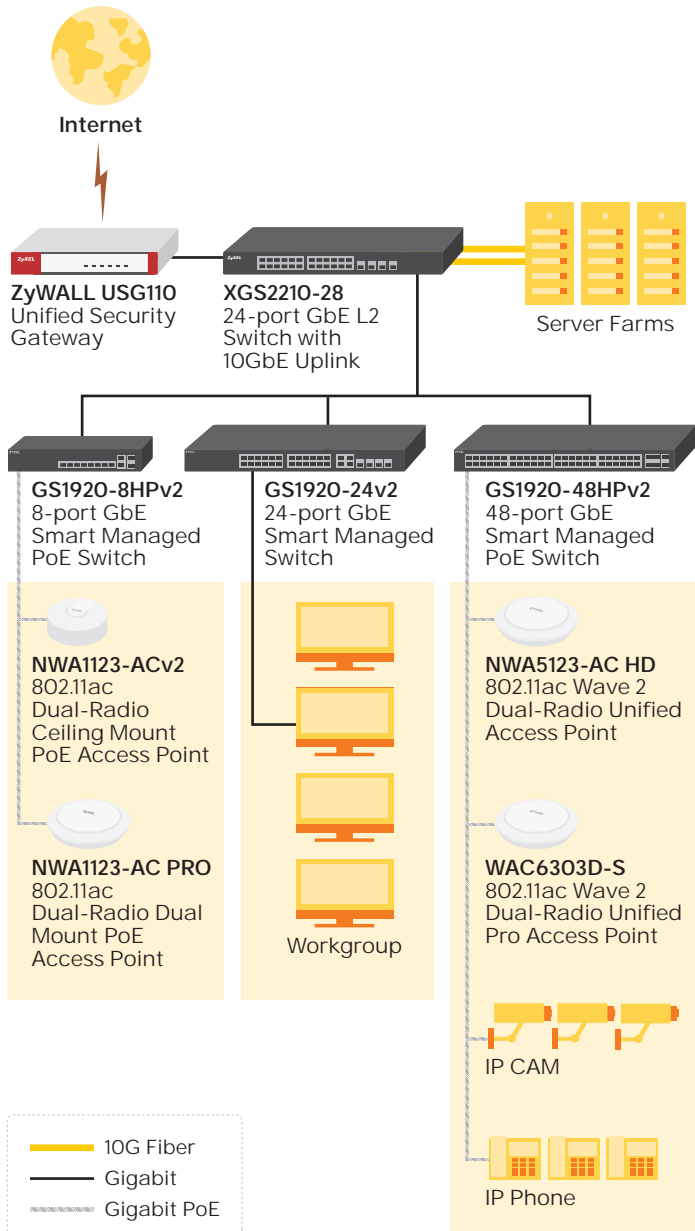 Internet
ZyXEL
ZyXEL
ZyWALL USG110
Unified Security
Gateway
XGS2210-28
24-port GbE L2
Switch with
10GbE Uplink
Server Farms
GS1920-8HPv2
8-port GbE
Smart Managed
PoE Switch
GS1920-24v2
24-port GbE
Smart Managed
Switch
GS1920-48HPv2
48-port GbE
Smart Managed
PoE Switch
NWA1123-ACv2
802.11ac
Dual-Radio
Ceiling Mount
PoE Access Point
NWA1123-AC PRO
802.11ac
Dual-Radio Dual
Mount PoE
Access Point
Workgroup
NWA5123-AC HD
802.11ac Wave 2
Dual-Radio Unified
Access Point
WAC6303D-S
802.11ac Wave 2
Dual-Radio Unified
Pro Access Point
IP CAM
IP Phone
10G Fiber
Gigabit
Gigabit PoE